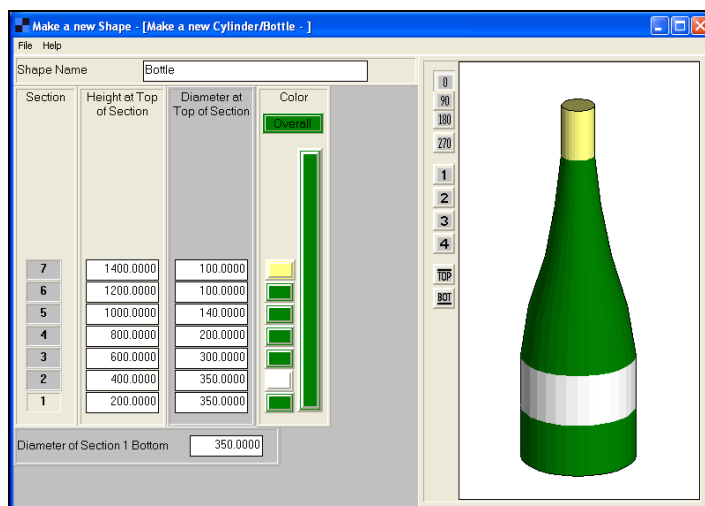 Make a new Shape - [Make a new Cylinder/Bottle - ]
File Help
Shape Name Bottle
Section Height at Top of Section Diameter at Top of Section Color
Overall
7 1400.0000 100.0000
6 1200.0000 100.0000
5 1000.0000 140.0000
4 800.0000 200.0000
3 600.0000 300.0000
2 400.0000 350.0000
1 200.0000 350.0000
Diameter of Section 1 Bottom 350.0000
0
90
180
270
1
2
3
4
TOP
BOT